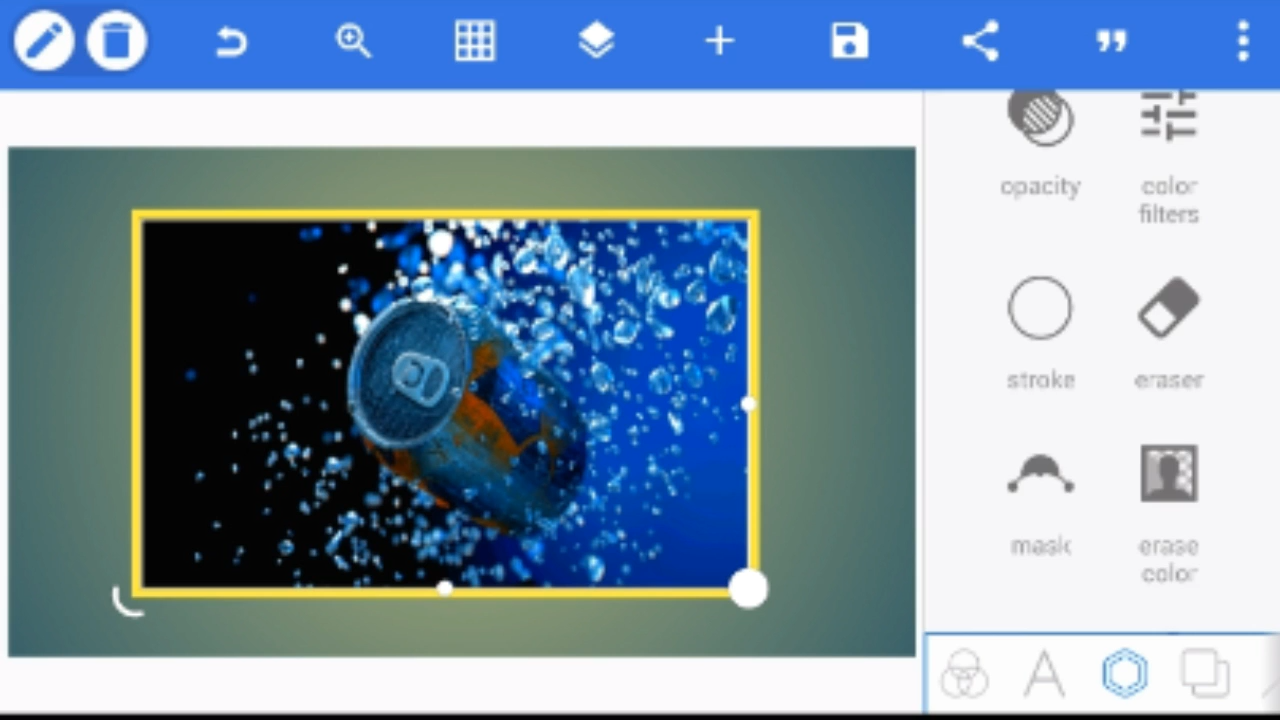 opacity
color
filters
stroke
eraser
mask
erase
color